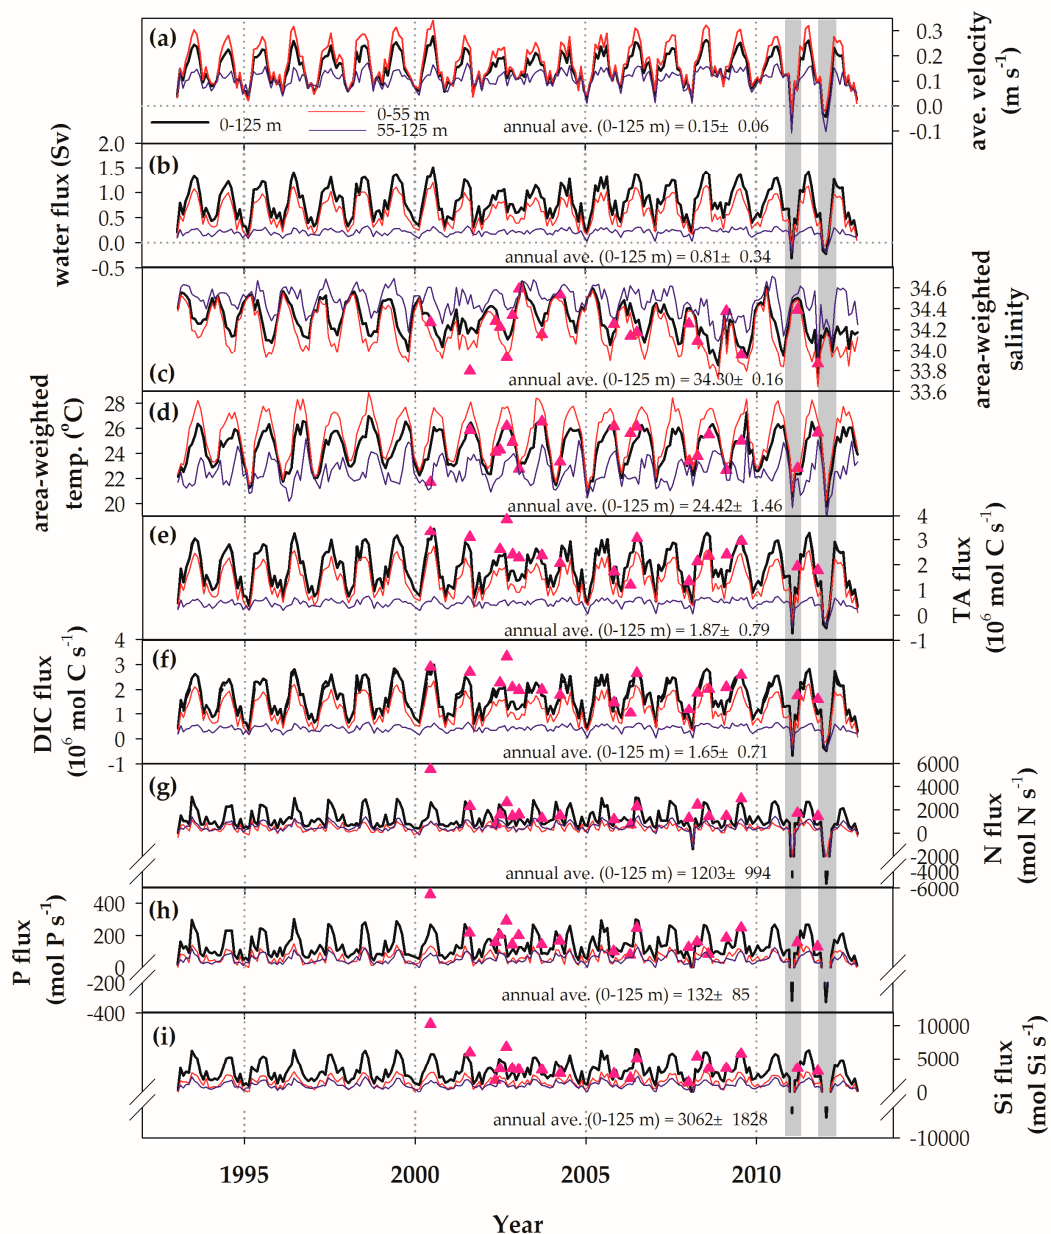 (a)
0.3
0.2
0.1
0.0
-0.1
ave. velocity
(m s-1)
0-125 m
0-55 m
55-125 m
annual ave. (0-125 m) = 0.15± 0.06
water flux (Sv)
2.0
1.5
1.0
0.5
0.0
-0.5
(b)
annual ave. (0-125 m) = 0.81± 0.34
(c)
34.6
34.4
34.2
34.0
33.8
33.6
area-weighted
salinity
annual ave. (0-125 m) = 34.30± 0.16
area-weighted
temp. (oC)
28
26
24
22
20
(d)
annual ave. (0-125 m) = 24.42± 1.46
(e)
4
3
2
1
0
-1
TA flux
(106 mol C s-1)
annual ave. (0-125 m) = 1.87± 0.79
DIC flux
(106 mol C s-1)
4
3
2
1
0
-1
(f)
annual ave. (0-125 m) = 1.65± 0.71
(g)
6000
4000
2000
0
-2000
-4000
-6000
N flux
(mol N s-1)
annual ave. (0-125 m) = 1203± 994
P flux
(mol P s-1)
400
200
0
-200
-400
(h)
annual ave. (0-125 m) = 132± 85
(i)
10000
5000
0
-10000
Si flux
(mol Si s-1)
annual ave. (0-125 m) = 3062± 1828
1995
2000
2005
2010
Year